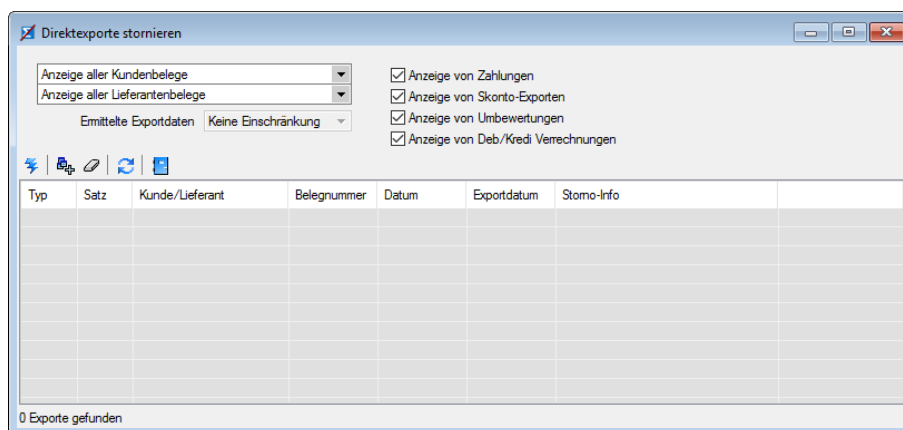 Direktexporte stornieren
Anzeige aller Kundenbelege
Anzeige aller Lieferantenbelege
Ermittelte Exportdaten Keine Einschränkung
Anzeige von Zahlungen
Anzeige von Skonto-Exporten
Anzeige von Umbewertungen
Anzeige von Deb/Kredi Verrechnungen
Typ Satz Kunde/Lieferant Belegnummer Datum Exportdatum Storno-Info
0 Exporte gefunden